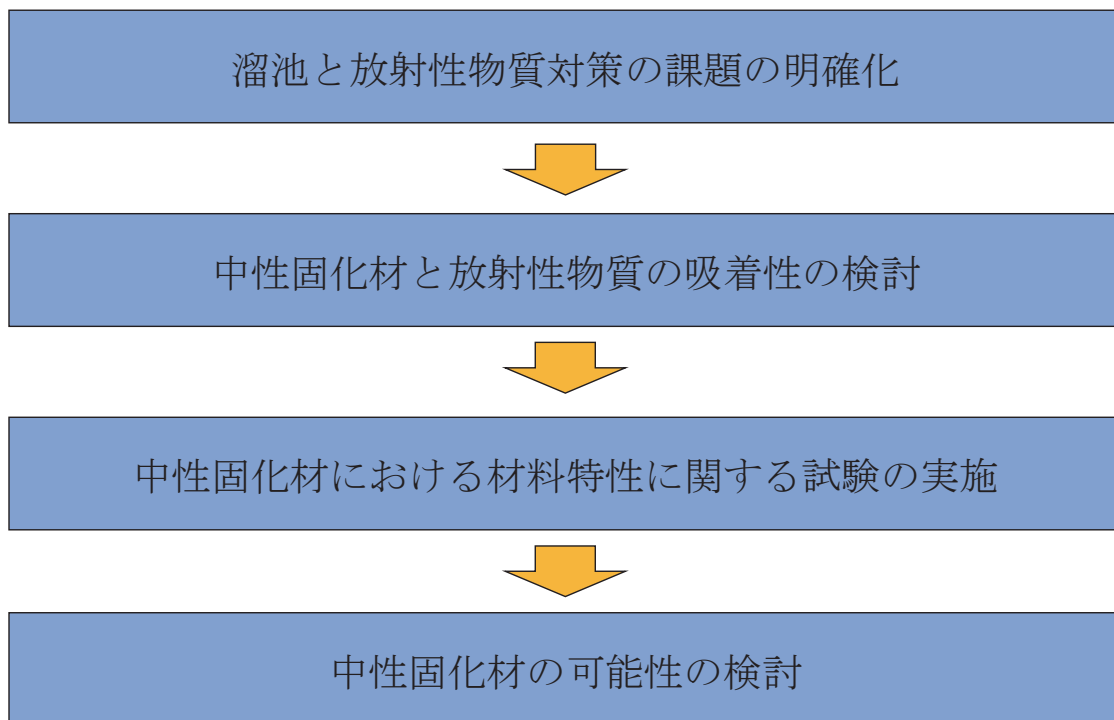 溜池と放射性物質対策の課題の明確化
中性固化材と放射性物質の吸着性の検討
中性固化材における材料特性に関する試験の実施
中性固化材の可能性の検討